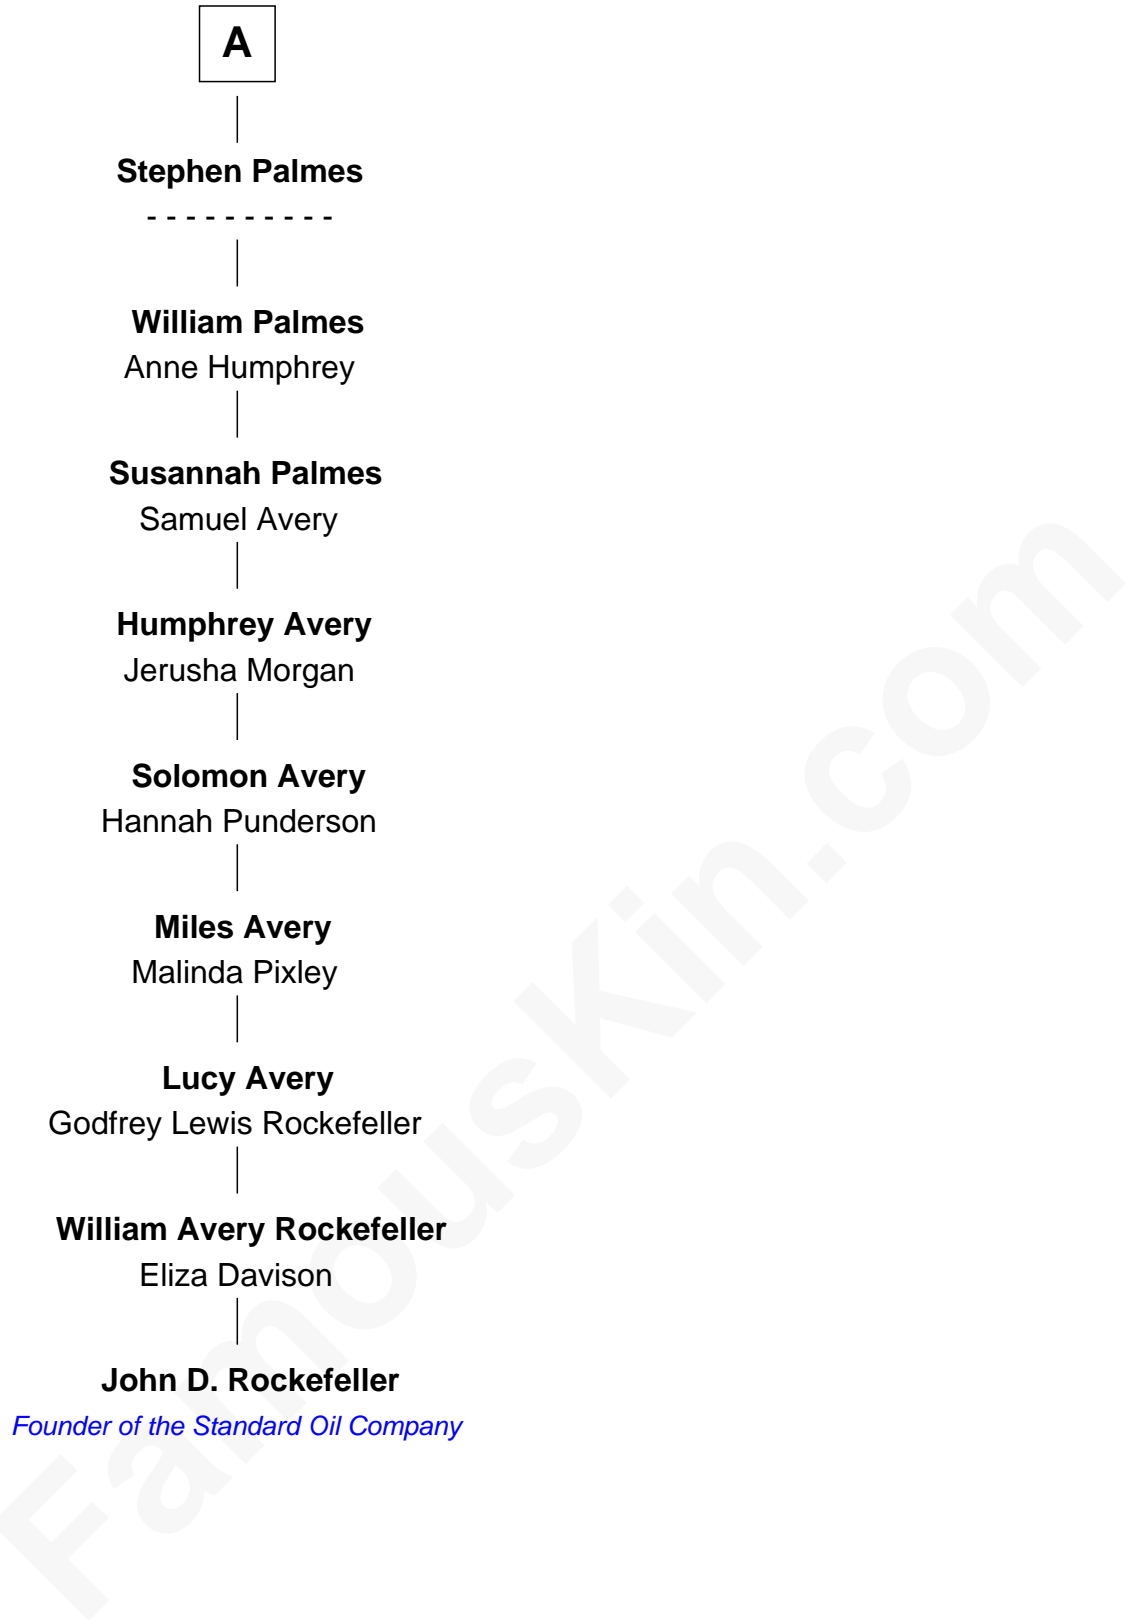 A
Stephen Palmes
- - - - - - - - - -
William Palmes
Anne Humphrey
Susannah Palmes
Samuel Avery
Humphrey Avery
Jerusha Morgan
Solomon Avery
Hannah Punderson
Miles Avery
Malinda Pixley
Lucy Avery
Godfrey Lewis Rockefeller
William Avery Rockefeller
Eliza Davison
John D. Rockefeller
Founder of the Standard Oil Company
FamousKin.com